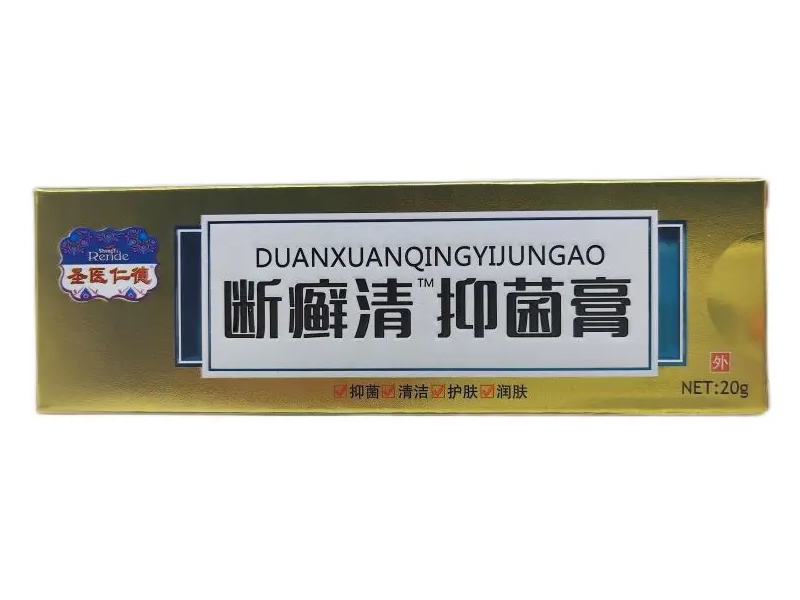 ShengYi
Rende
圣医仁德
DUANXUANQINGYIJUNGAO
断癣清™ 抑菌膏
抑菌 清洁 护肤 润肤
外
NET:20g